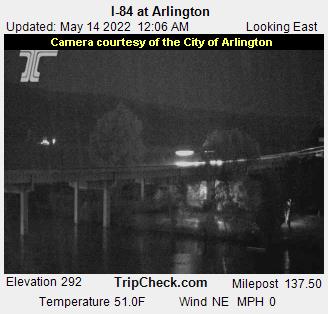 I-84 at Arlington
Updated: May 14 2022 12:06 AM Looking East
Camera courtesy of the City of Arlington
Elevation 292 TripCheck.com Milepost 137.50
Temperature 51.0F Wind NE MPH 0